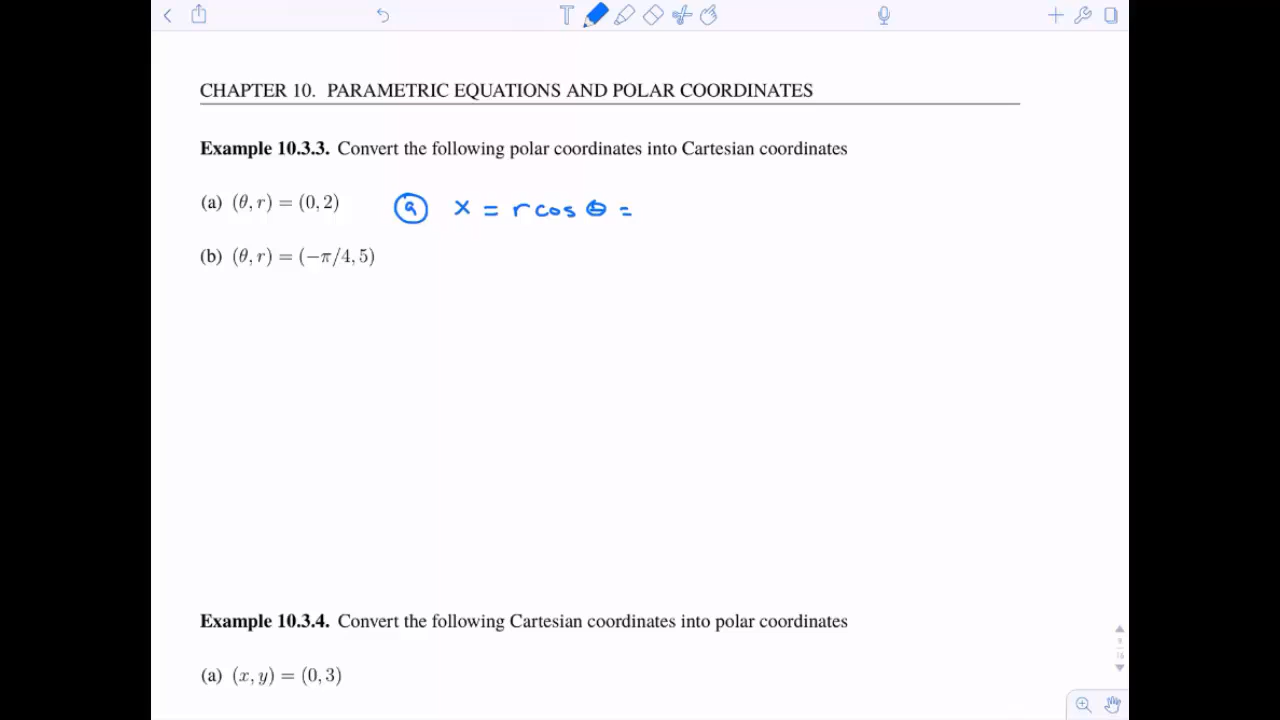 CHAPTER 10. PARAMETRIC EQUATIONS AND POLAR COORDINATES
Example 10.3.3. Convert the following polar coordinates into Cartesian coordinates
(a) (θ, r) = (0, 2)
ⓐ x = r cos θ =
(b) (θ, r) = (−π/4, 5)
Example 10.3.4. Convert the following Cartesian coordinates into polar coordinates
(a) (x, y) = (0, 3)